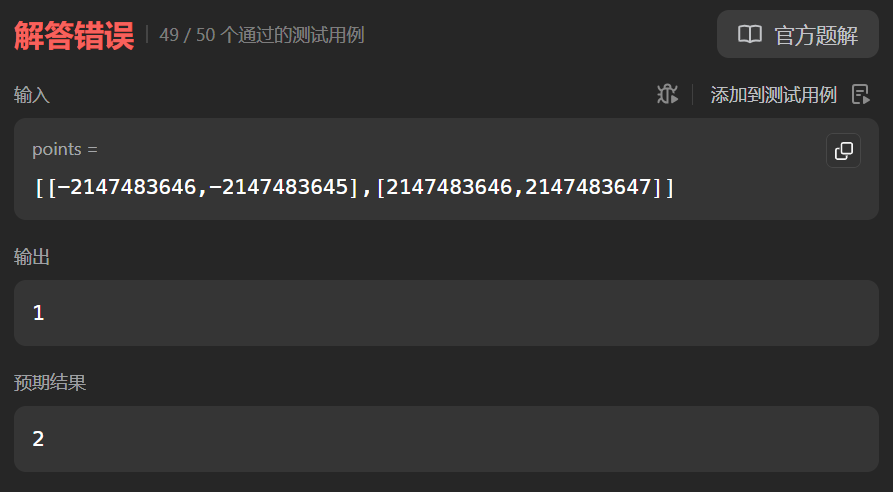 解答错误 49 / 50 个通过的测试用例 官方题解
输入 添加到测试用例
points =
[[-2147483646,-2147483645],[2147483646,2147483647]]
输出
1
预期结果
2